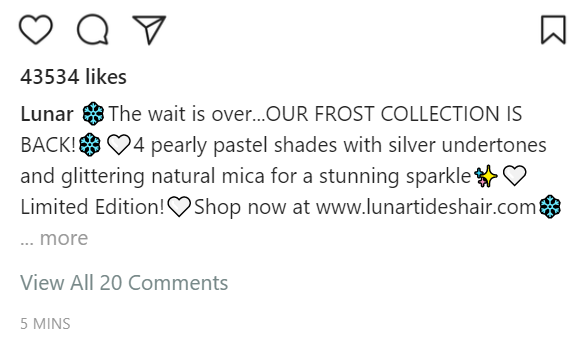 43534 likes
Lunar ❄️The wait is over...OUR FROST COLLECTION IS
BACK!❄️🤍4 pearly pastel shades with silver undertones
and glittering natural mica for a stunning sparkle✨🤍
Limited Edition!🤍Shop now at www.lunartideshair.com❄️
... more
View All 20 Comments
5 MINS